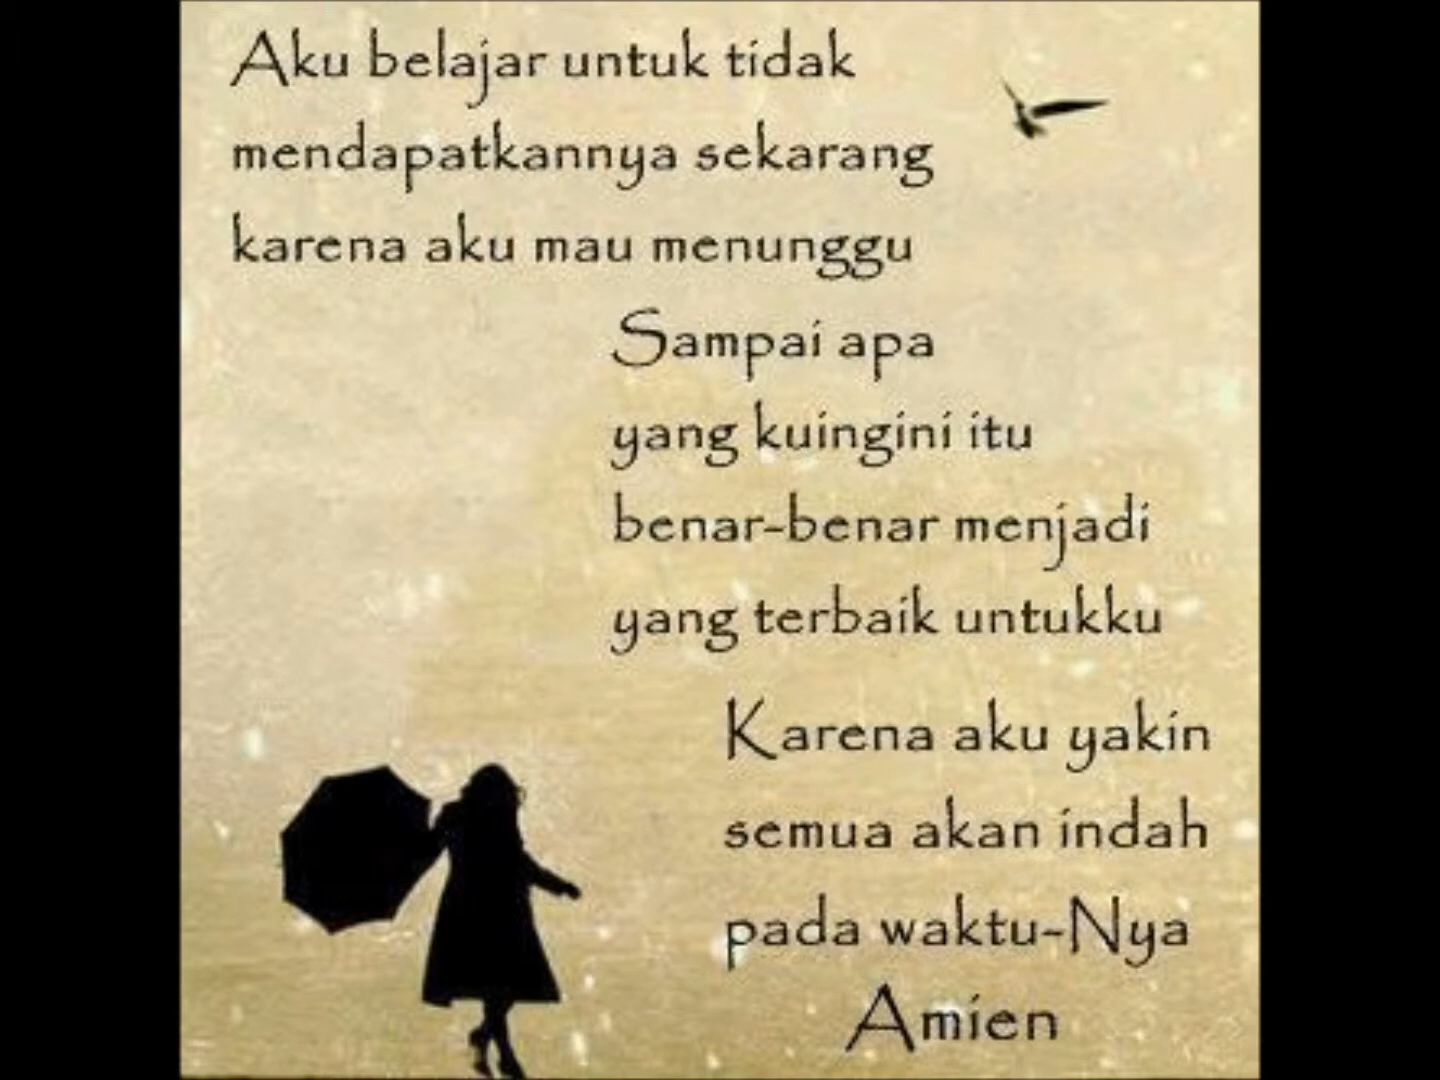 Aku belajar untuk tidak
mendapatkannya sekarang
karena aku mau menunggu
Sampai apa
yang kuingini itu
benar-benar menjadi
yang terbaik untukku
Karena aku yakin
semua akan indah
pada waktu-Nya
Amien